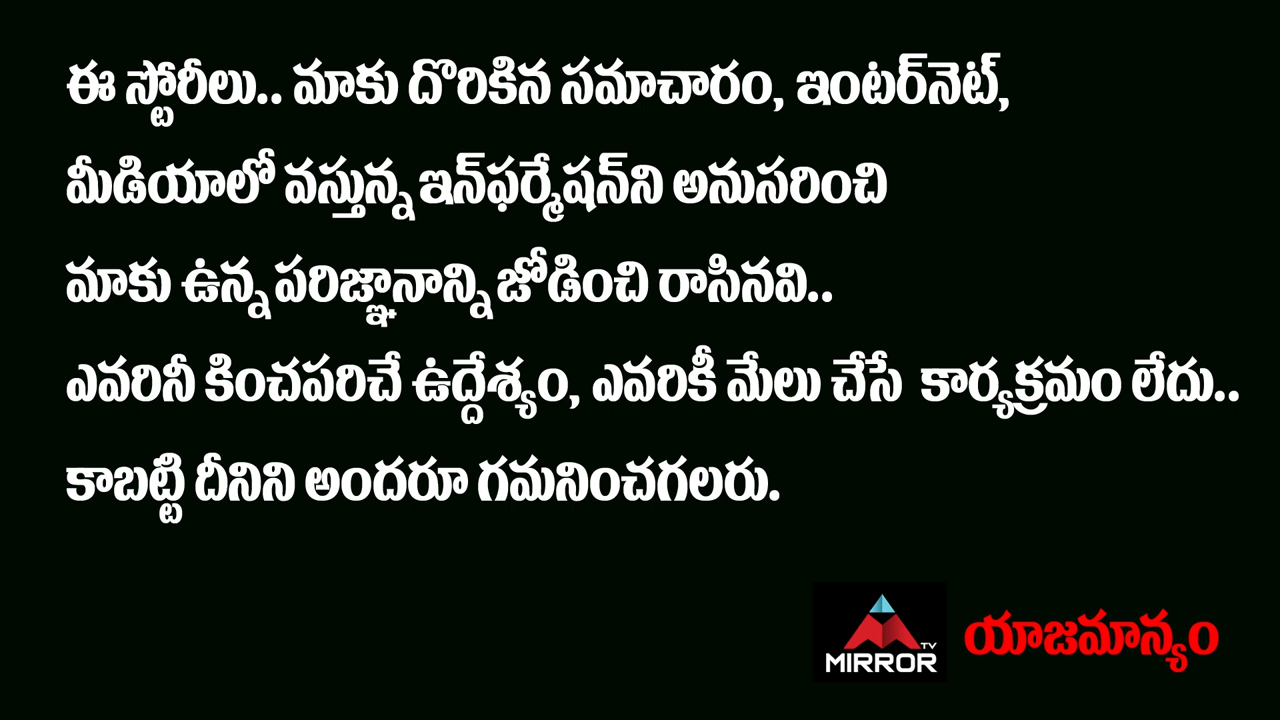 ఈ స్టోరీలు.. మాకు దొరికిన సమాచారం, ఇంటర్‌నెట్,
మీడియాలో వస్తున్న ఇన్‌ఫర్మేషన్‌ని అనుసరించి
మాకు ఉన్న పరిజ్ఞానాన్ని జోడించి రాసినవి..
ఎవరినీ కించపరిచే ఉద్దేశ్యం, ఎవరికీ మేలు చేసే కార్యక్రమం లేదు..
కాబట్టి దీనిని అందరూ గమనించగలరు.
TV
MIRROR
యాజమాన్యం